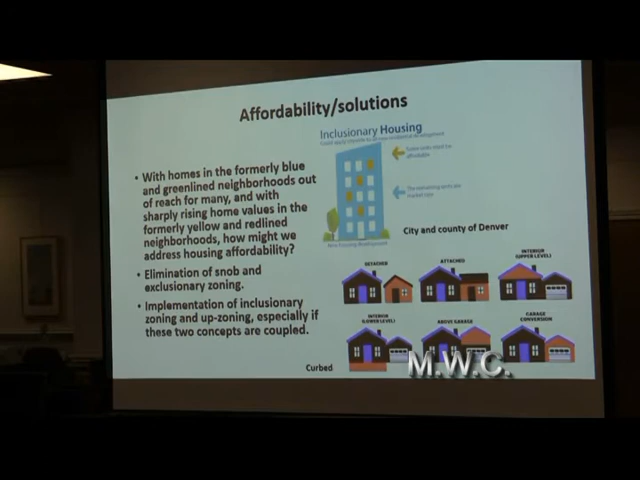 Affordability/solutions
• With homes in the formerly blue
and greenlined neighborhoods out
of reach for many, and with
sharply rising home values in the
formerly yellow and redlined
neighborhoods, how might we
address housing affordability?
• Elimination of snob and
exclusionary zoning.
• Implementation of inclusionary
zoning and up-zoning, especially if
these two concepts are coupled.
Inclusionary Housing
City and county of Denver
DETACHED
ATTACHED
INTERIOR
(UPPER LEVEL)
INTERIOR
(LOWER LEVEL)
ABOVE GARAGE
GARAGE
CONVERSION
Curbed
M.W.C.